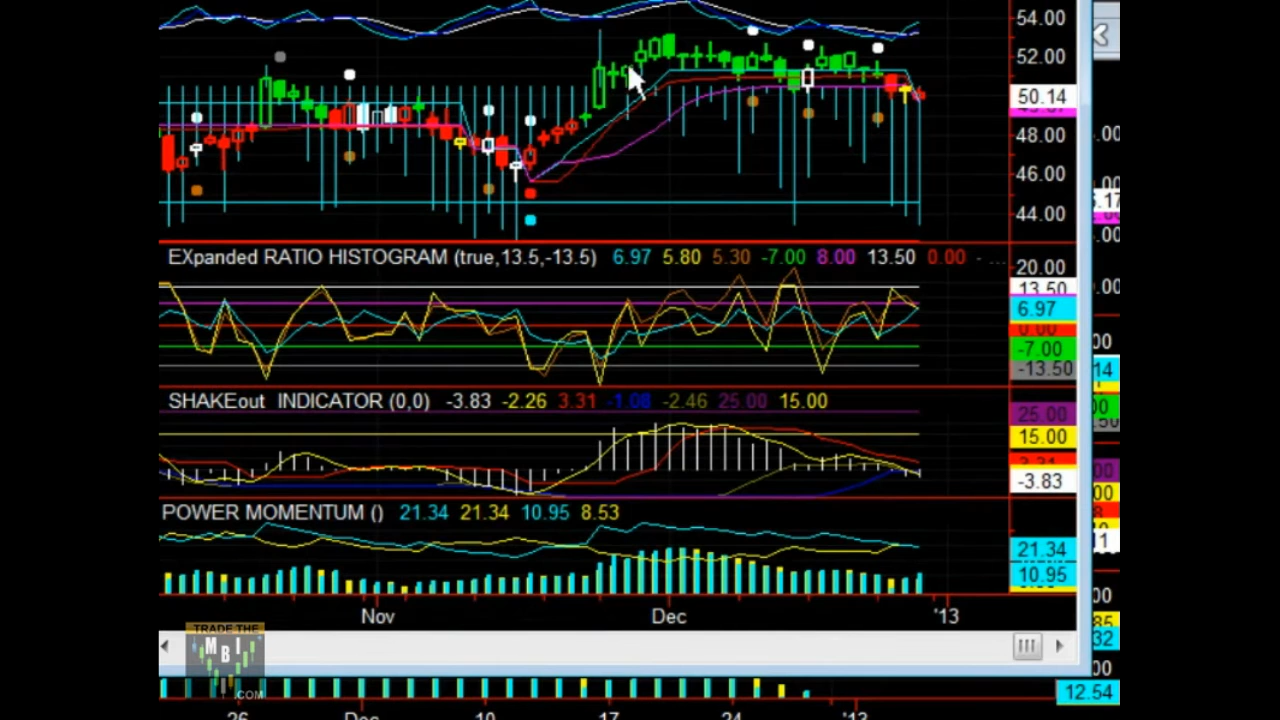 54.00
52.00
50.14
48.00
46.00
44.00
EXpanded RATIO HISTOGRAM (true,13.5,-13.5) 6.97 5.80 5.30 -7.00 8.00 13.50 0.00 - ...
20.00
13.50
6.97
0.00
-7.00
-13.50
SHAKEout INDICATOR (0,0) -3.83 -2.26 3.31 -1.08 -2.46 25.00 15.00
25.00
15.00
3.31
-3.83
POWER MOMENTUM () 21.34 21.34 10.95 8.53
21.34
10.95
Nov Dec '13
TRADE THE
MBI
.COM
12.54
26 Dec 10 17 24 '13